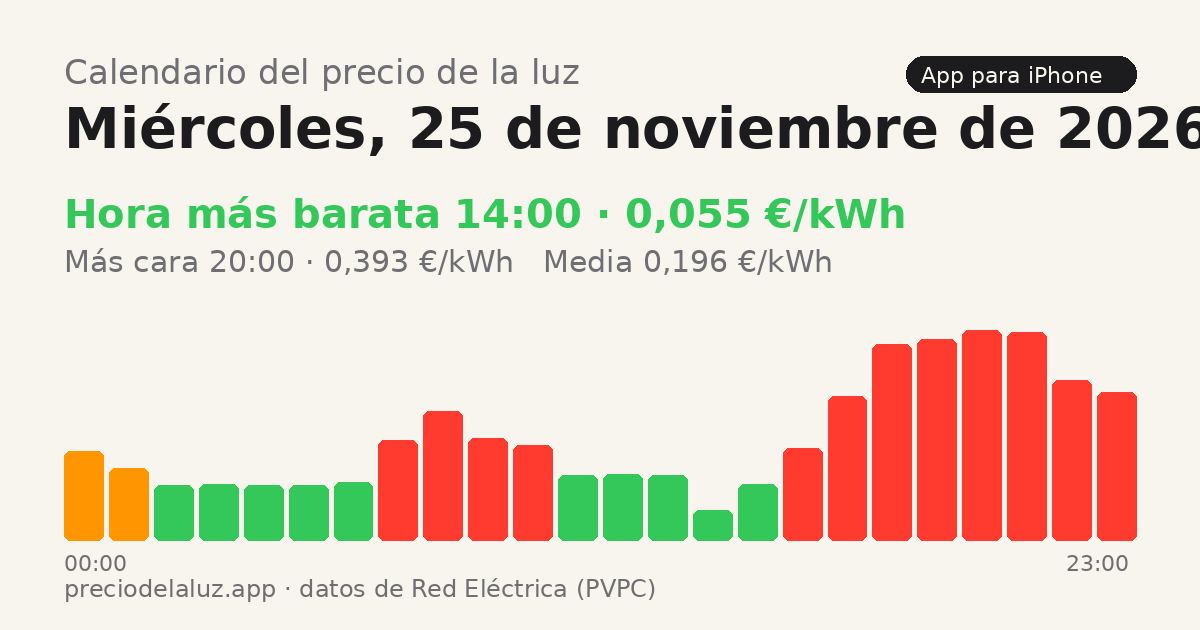 Calendario del precio de la luz
App para iPhone
Miércoles, 25 de noviembre de 2026
Hora más barata 14:00 · 0,055 €/kWh
Más cara 20:00 · 0,393 €/kWh Media 0,196 €/kWh
00:00
23:00
preciodelaluz.app · datos de Red Eléctrica (PVPC)